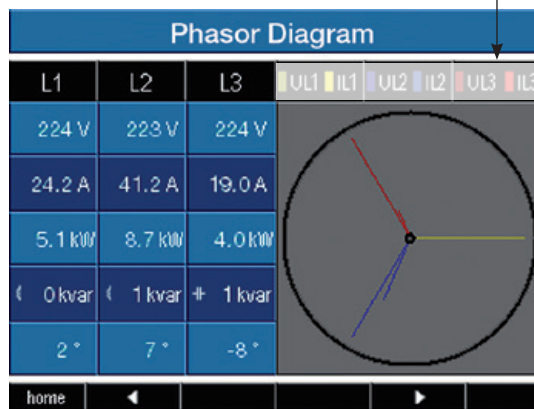 Phasor Diagram
L1 L2 L3 UL1 IL1 UL2 IL2 UL3 IL3
224 V 223 V 224 V
24.2 A 41.2 A 19.0 A
5.1 kW 8.7 kW 4.0 kW
0 kvar 1 kvar 1 kvar
2 ° 7 ° -8 °
home